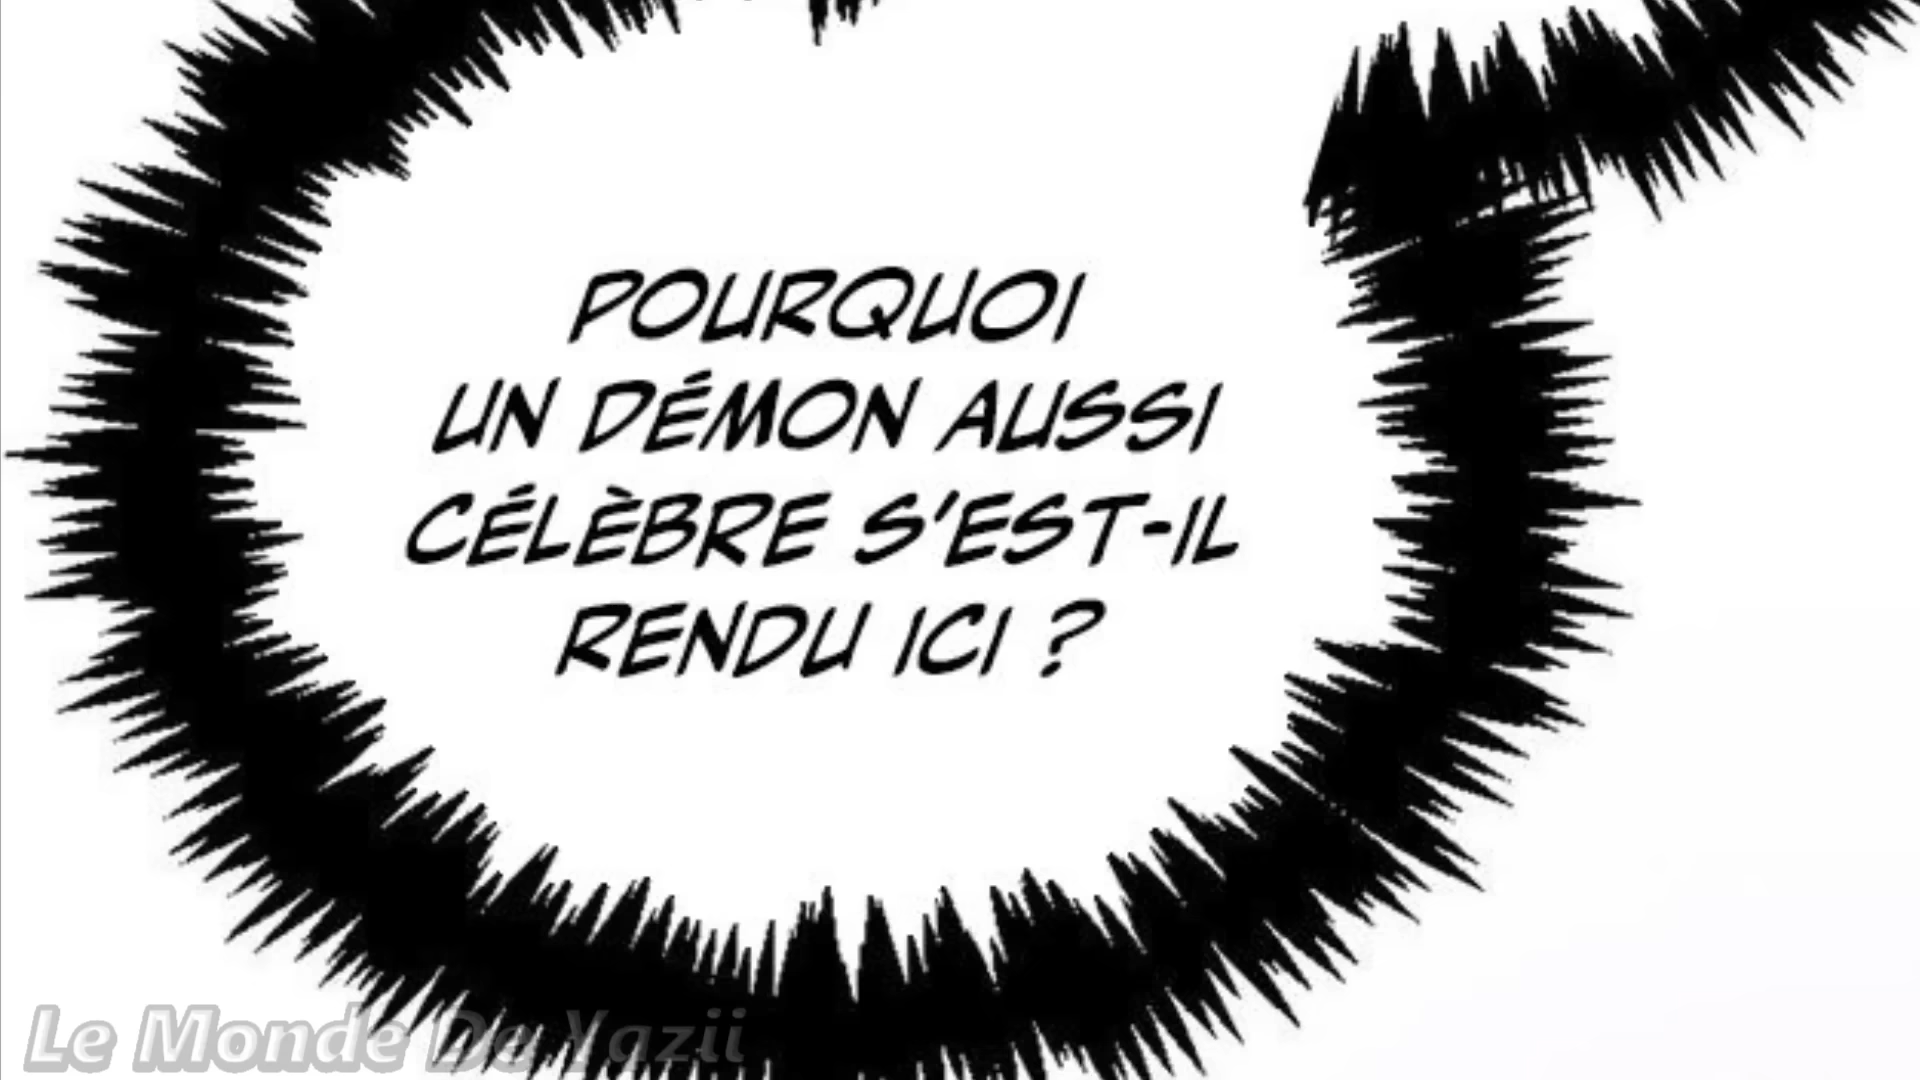 POURQUOI
UN DÉMON AUSSI
CÉLÈBRE S'EST-IL
RENDU ICI ?
Le Monde De Yazii